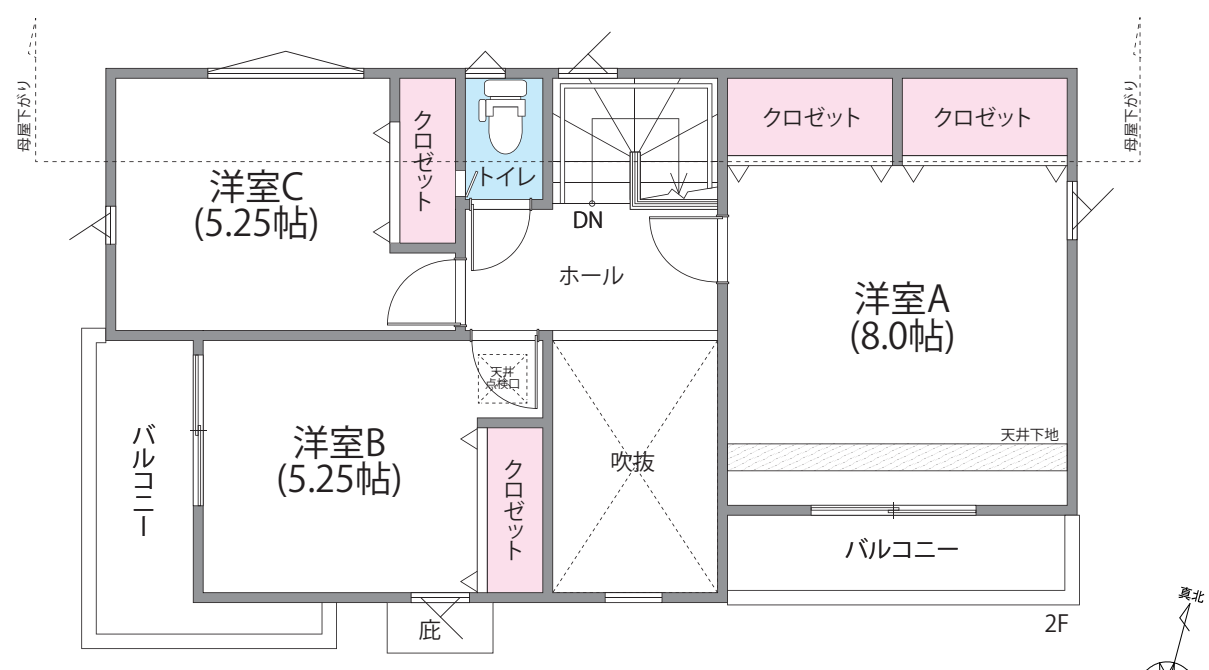 母屋下がり
母屋下がり
クロゼット
トイレ
クロゼット
クロゼット
洋室C
(5.25帖)
DN
ホール
洋室A
(8.0帖)
天井
点検口
バルコニー
洋室B
(5.25帖)
クロゼット
吹抜
天井下地
バルコニー
庇
2F
真北